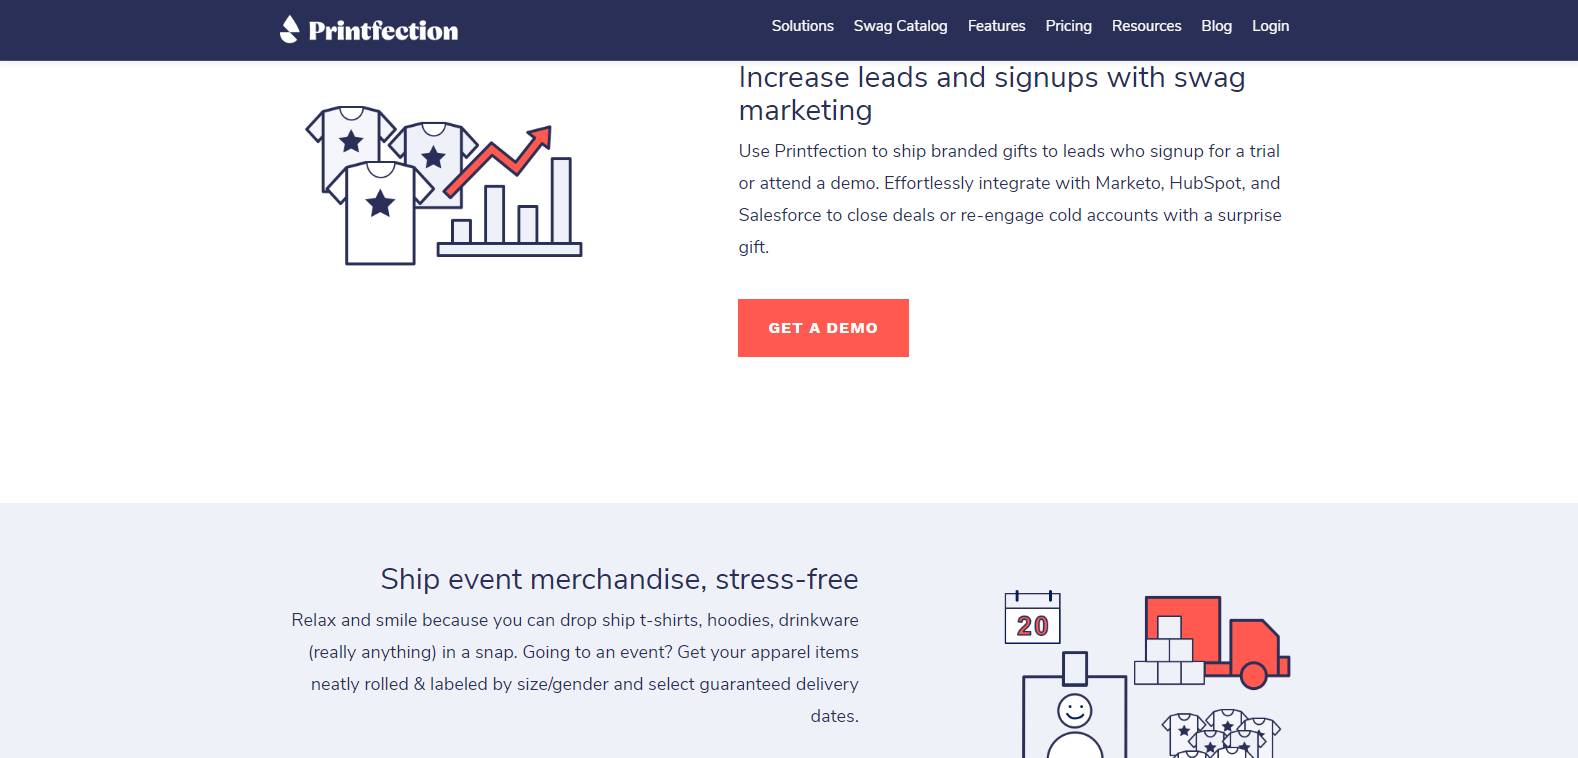 Printfection
Solutions Swag Catalog Features Pricing Resources Blog Login
Increase leads and signups with swag
marketing
Use Printfection to ship branded gifts to leads who signup for a trial
or attend a demo. Effortlessly integrate with Marketo, HubSpot, and
Salesforce to close deals or re-engage cold accounts with a surprise
gift.
GET A DEMO
Ship event merchandise, stress-free
Relax and smile because you can drop ship t-shirts, hoodies, drinkware
(really anything) in a snap. Going to an event? Get your apparel items
neatly rolled & labeled by size/gender and select guaranteed delivery
dates.
20